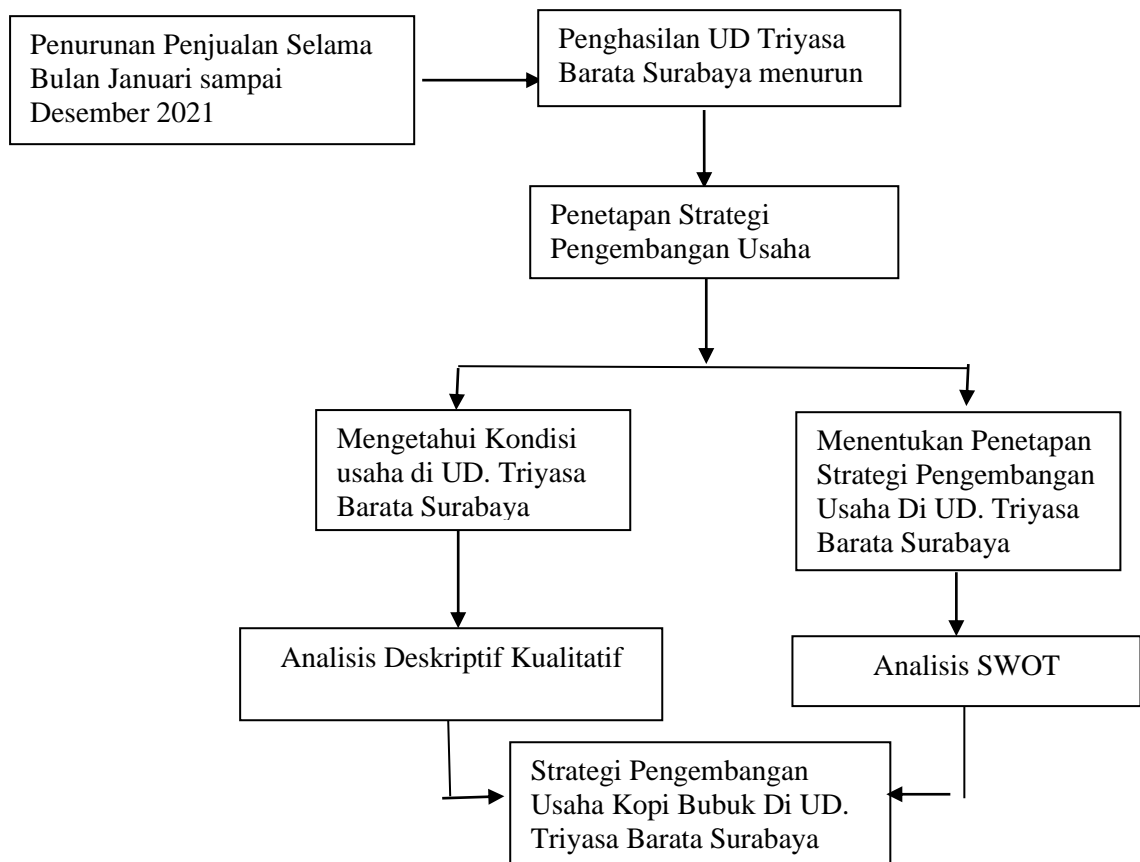 Penurunan Penjualan Selama
Bulan Januari sampai
Desember 2021
Penghasilan UD Triyasa
Barata Surabaya menurun
Penetapan Strategi
Pengembangan Usaha
Mengetahui Kondisi
usaha di UD. Triyasa
Barata Surabaya
Menentukan Penetapan
Strategi Pengembangan
Usaha Di UD. Triyasa
Barata Surabaya
Analisis Deskriptif Kualitatif
Analisis SWOT
Strategi Pengembangan
Usaha Kopi Bubuk Di UD.
Triyasa Barata Surabaya